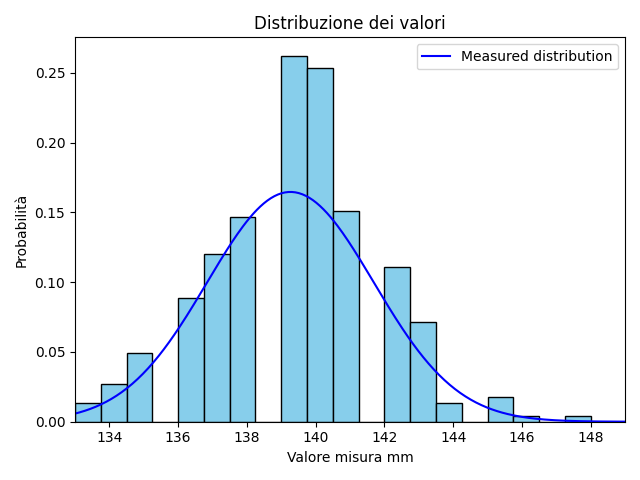 Distribuzione dei valori
Measured distribution
0.25
0.20
0.15
0.10
0.05
0.00
Probabilità
134 136 138 140 142 144 146 148
Valore misura mm